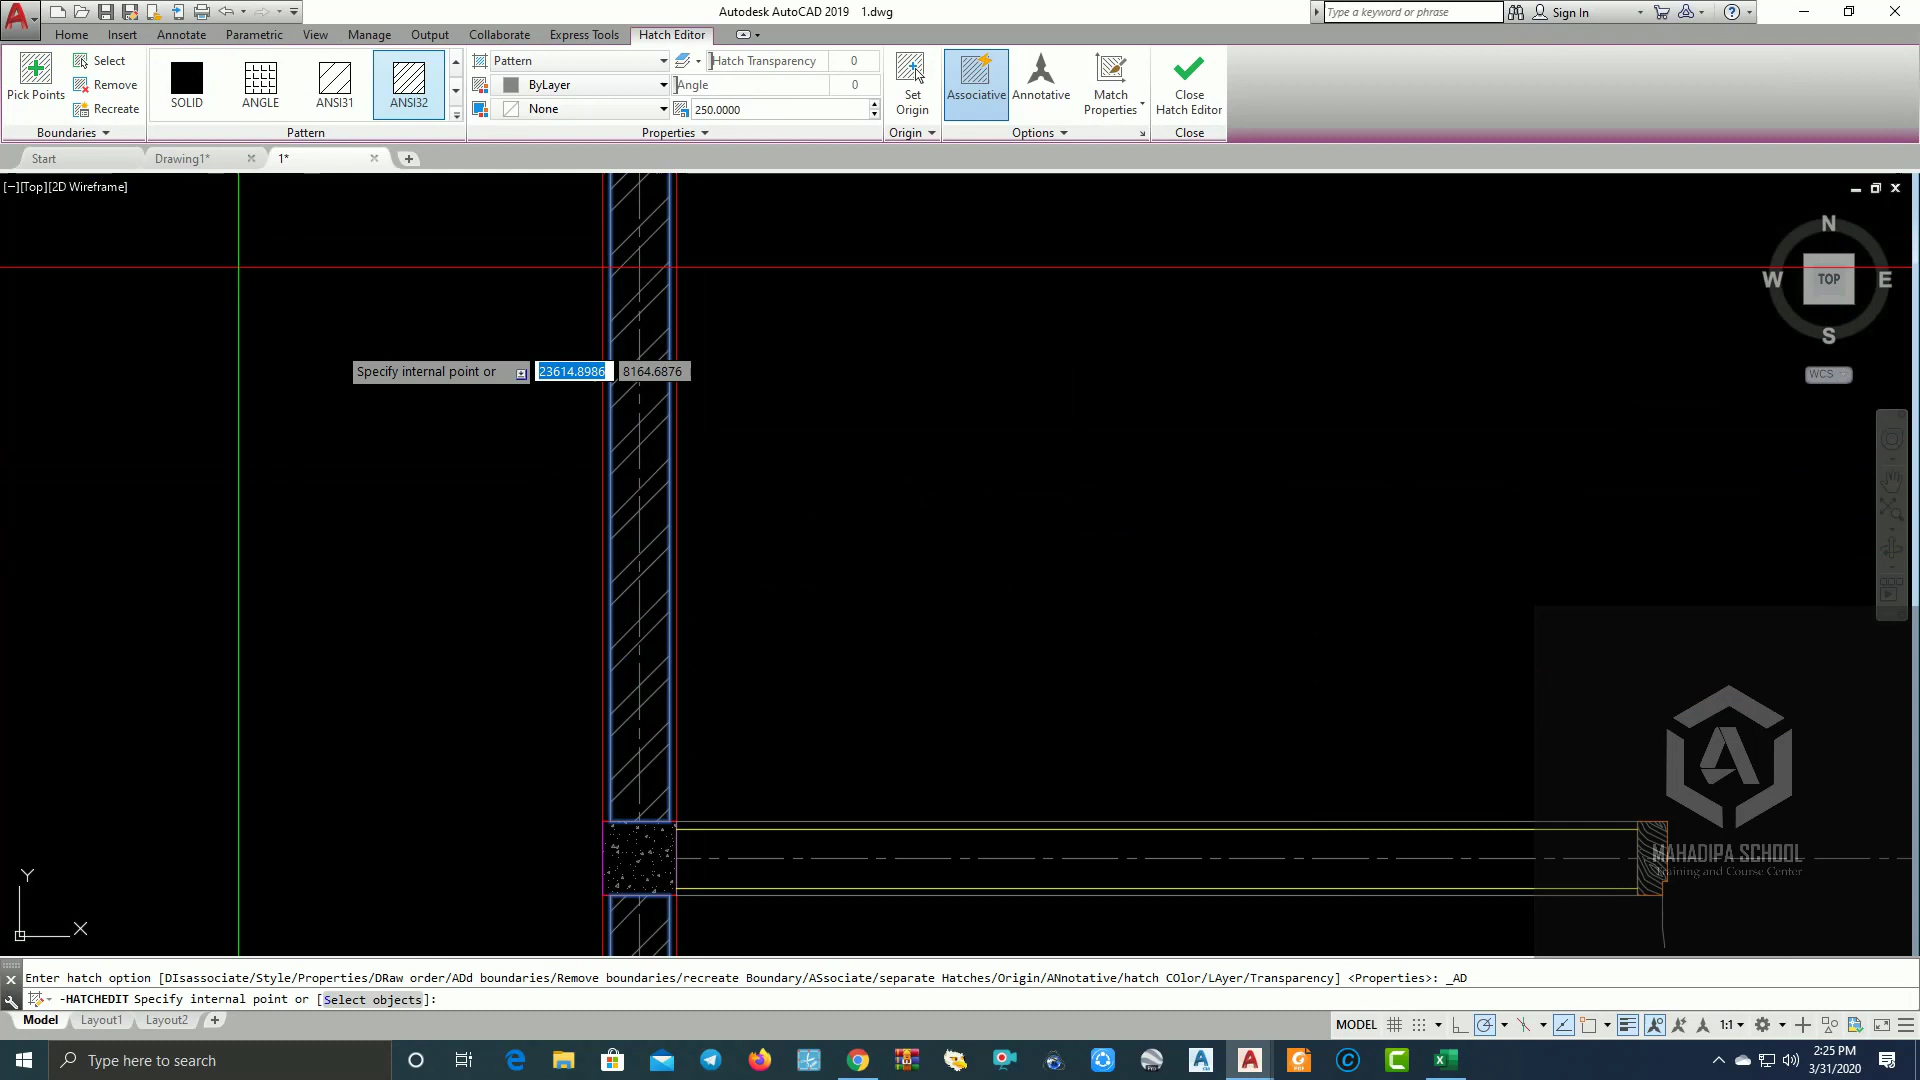 Autodesk AutoCAD 2019   1.dwg
Type a keyword or phrase
Sign In
Home Insert Annotate Parametric View Manage Output Collaborate Express Tools Hatch Editor
Pick Points
Select
Remove
Recreate
Boundaries
SOLID
ANGLE
ANSI31
ANSI32
Pattern
Pattern
ByLayer
None
Hatch Transparency 0
Angle 0
250.0000
Properties
Set
Origin
Origin
Associative
Annotative
Match
Properties
Options
Close
Hatch Editor
Close
Start
Drawing1*
1*
[−][Top][2D Wireframe]
N
W
TOP
E
S
WCS
Specify internal point or
23614.8986
8164.6876
MAHADIPA SCHOOL
Training and Course Center
Y
X
Enter hatch option [DIsassociate/Style/Properties/DRaw order/ADd boundaries/Remove boundaries/recreate Boundary/ASsociate/separate Hatches/Origin/ANnotative/hatch COlor/LAyer/Transparency] <Properties>: _AD
-HATCHEDIT Specify internal point or [Select objects]:
Model Layout1 Layout2
MODEL
1:1
Type here to search
2:25 PM
3/31/2020